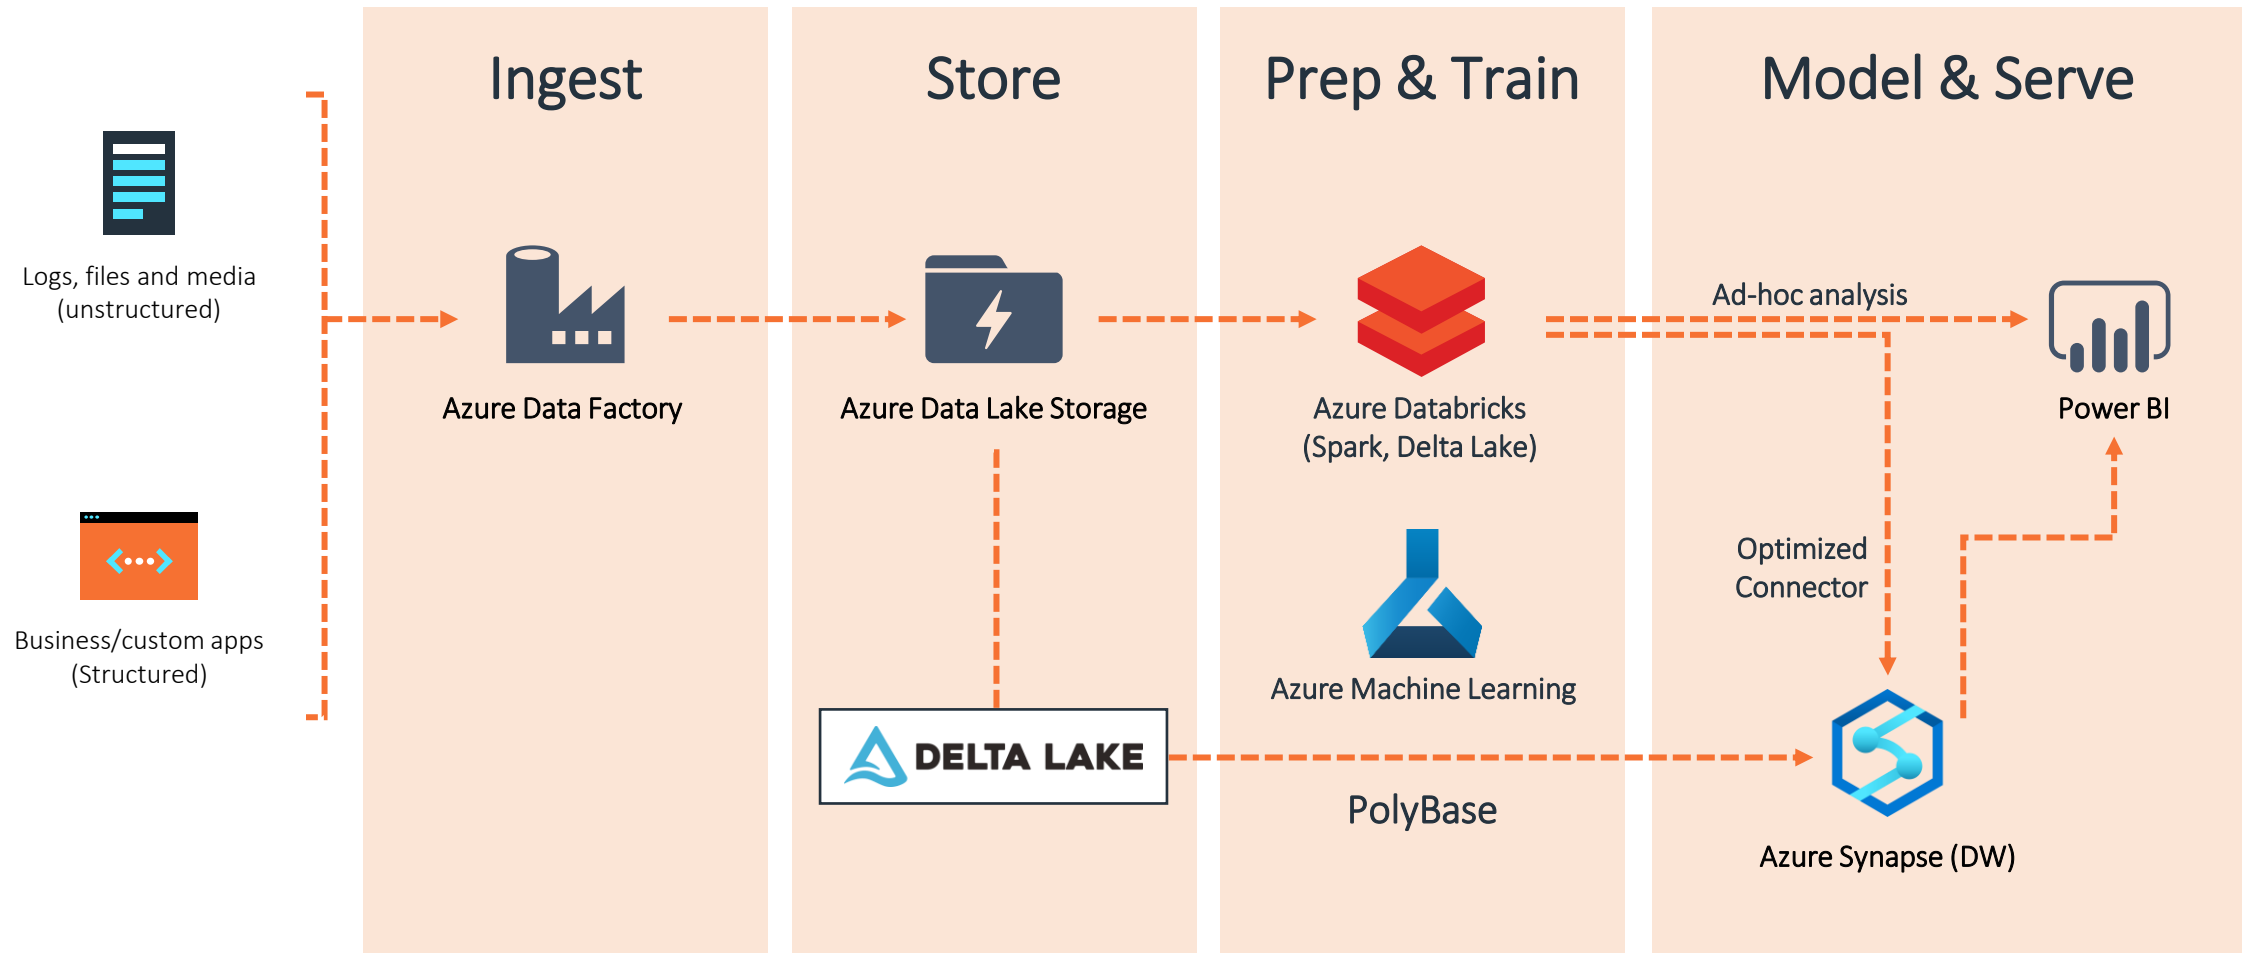 Ingest
Store
Prep & Train
Model & Serve
Logs, files and media
(unstructured)
Business/custom apps
(Structured)
Azure Data Factory
Azure Data Lake Storage
DELTA LAKE
Azure Databricks
(Spark, Delta Lake)
Azure Machine Learning
PolyBase
Ad-hoc analysis
Power BI
Optimized
Connector
Azure Synapse (DW)